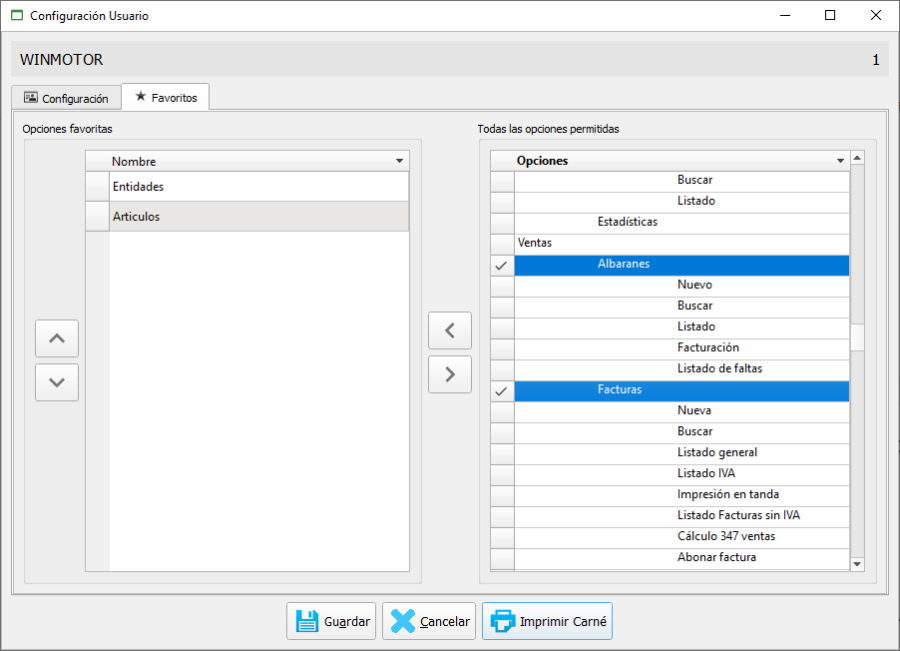 Configuración Usuario
WINMOTOR 1
Configuración Favoritos
Opciones favoritas
Nombre
Entidades
Articulos
Todas las opciones permitidas
Opciones
Buscar
Listado
Estadísticas
Ventas
Albaranes
Nuevo
Buscar
Listado
Facturación
Listado de faltas
Facturas
Nueva
Buscar
Listado general
Listado IVA
Impresión en tanda
Listado Facturas sin IVA
Cálculo 347 ventas
Abonar factura
Guardar Cancelar Imprimir Carné